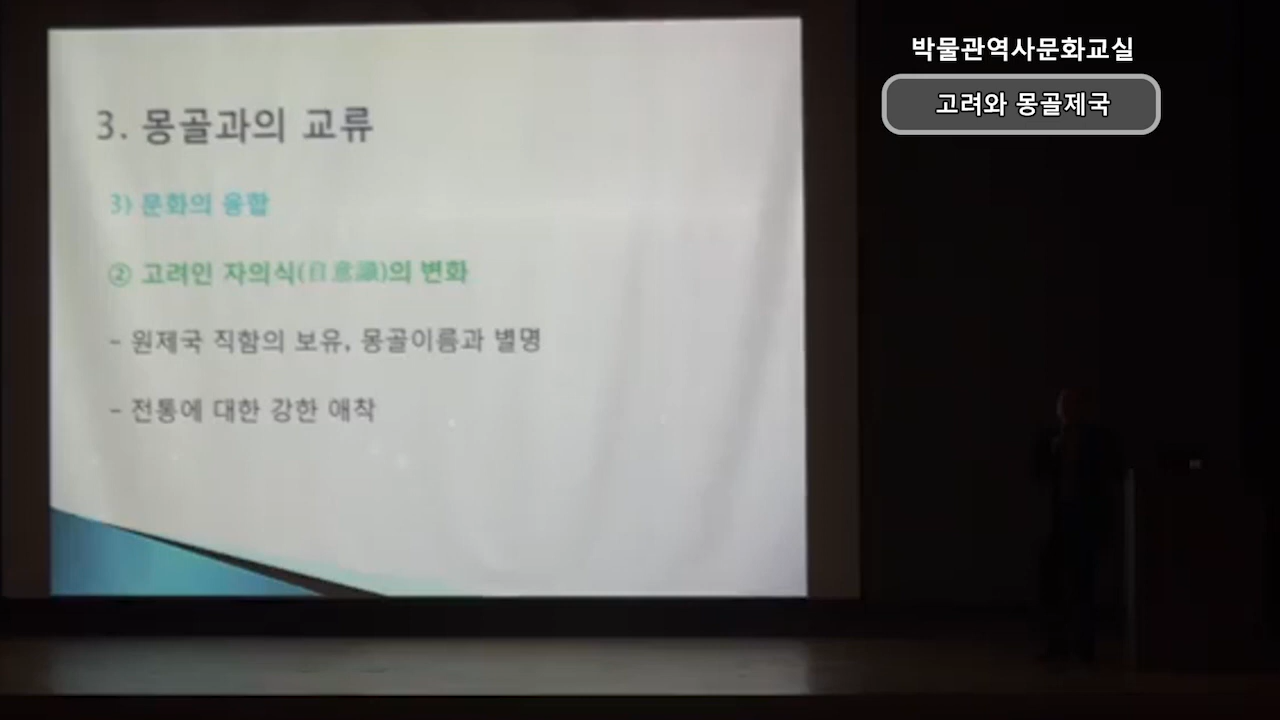 박물관역사문화교실
고려와 몽골제국
3. 몽골과의 교류
3) 문화의 융합
② 고려인 자의식(自意識)의 변화
- 원제국 직함의 보유, 몽골이름과 별명
- 전통에 대한 강한 애착